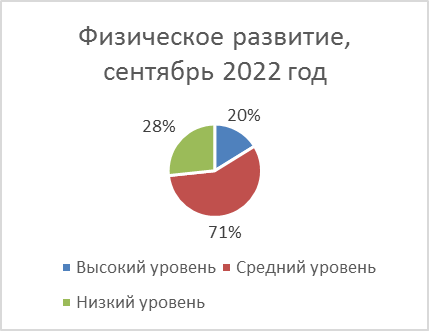 Физическое развитие,
сентябрь 2022 год
20%
28%
71%
Высокий уровень Средний уровень
Низкий уровень